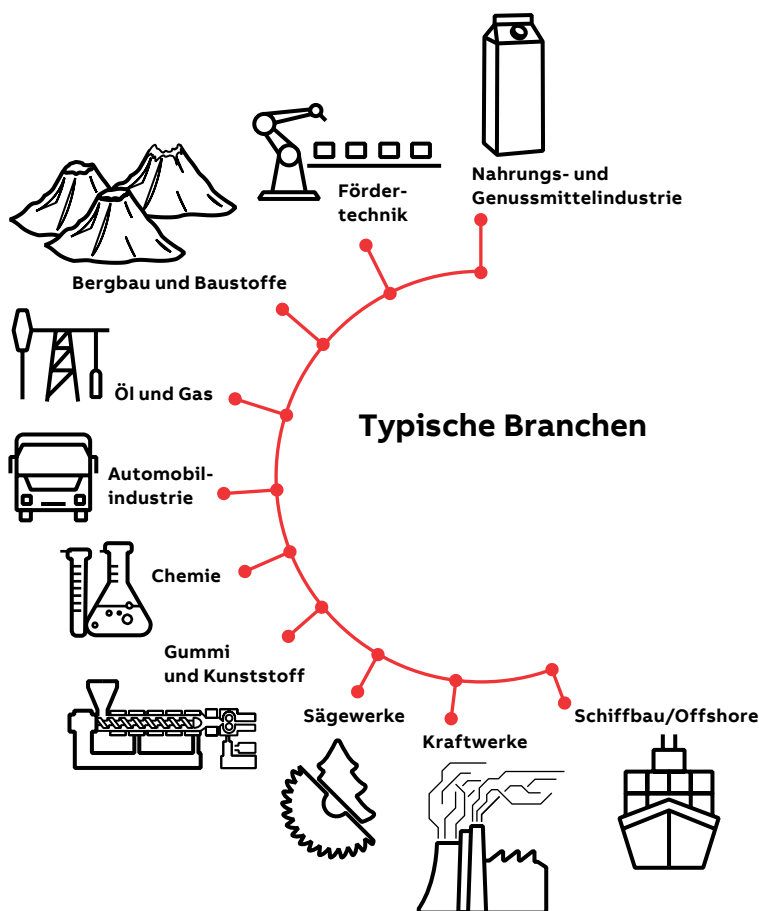 Nahrungs- und
Genussmittelindustrie
Förder-
technik
Bergbau und Baustoffe
Öl und Gas
Typische Branchen
Automobil-
industrie
Chemie
Gummi
und Kunststoff
Sägewerke
Kraftwerke
Schiffbau/Offshore